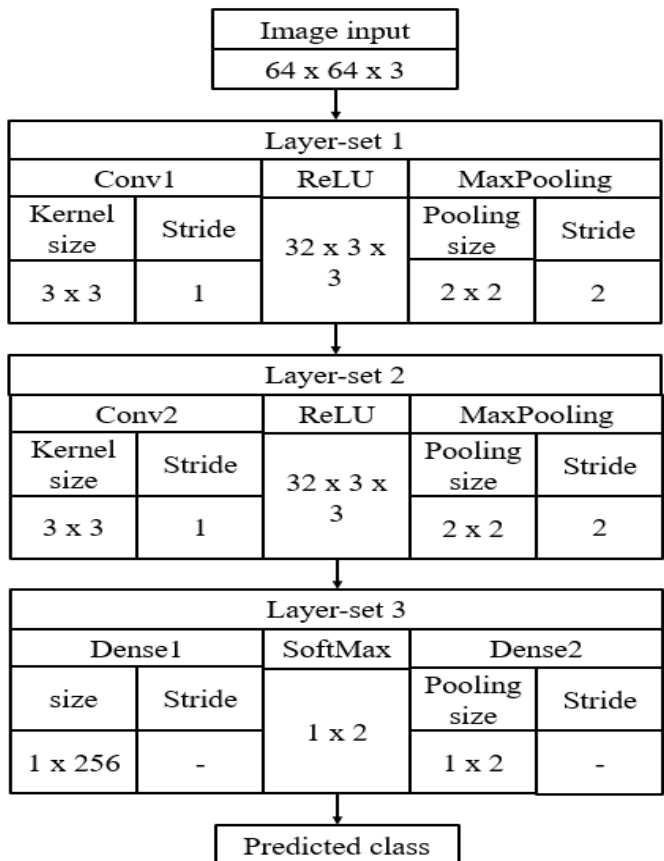 Image input
64 x 64 x 3
Layer-set 1
Conv1 ReLU MaxPooling
Kernel size Stride 32 x 3 x 3 Pooling size Stride
3 x 3 1 2 x 2 2
Layer-set 2
Conv2 ReLU MaxPooling
Kernel size Stride 32 x 3 x 3 Pooling size Stride
3 x 3 1 2 x 2 2
Layer-set 3
Dense1 SoftMax Dense2
size Stride 1 x 2 Pooling size Stride
1 x 256 - 1 x 2 -
Predicted class